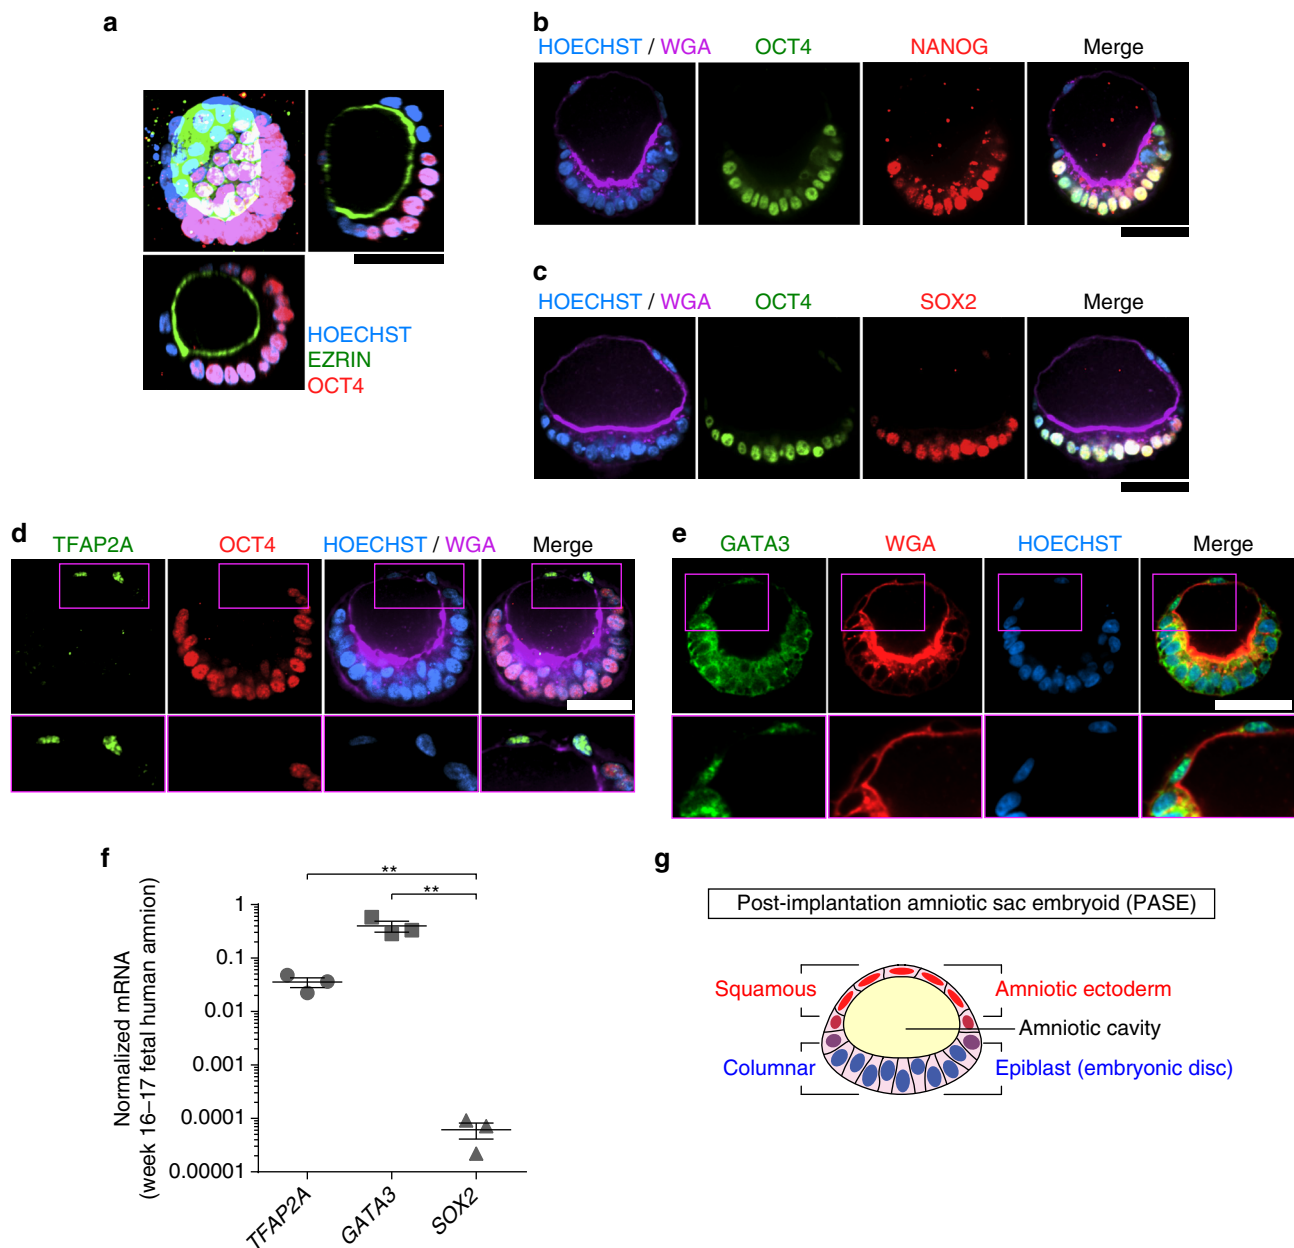 a
HOECHST
EZRIN
OCT4
b
HOECHST / WGA OCT4 NANOG Merge
c
HOECHST / WGA OCT4 SOX2 Merge
d
TFAP2A OCT4 HOECHST / WGA Merge
e
GATA3 WGA HOECHST Merge
f
Normalized mRNA
(week 16–17 fetal human amnion)
1
0.1
0.01
0.001
0.0001
0.00001
**
**
TFAP2A
GATA3
SOX2
g
Post-implantation amniotic sac embryoid (PASE)
Squamous
Amniotic ectoderm
Amniotic cavity
Columnar
Epiblast (embryonic disc)